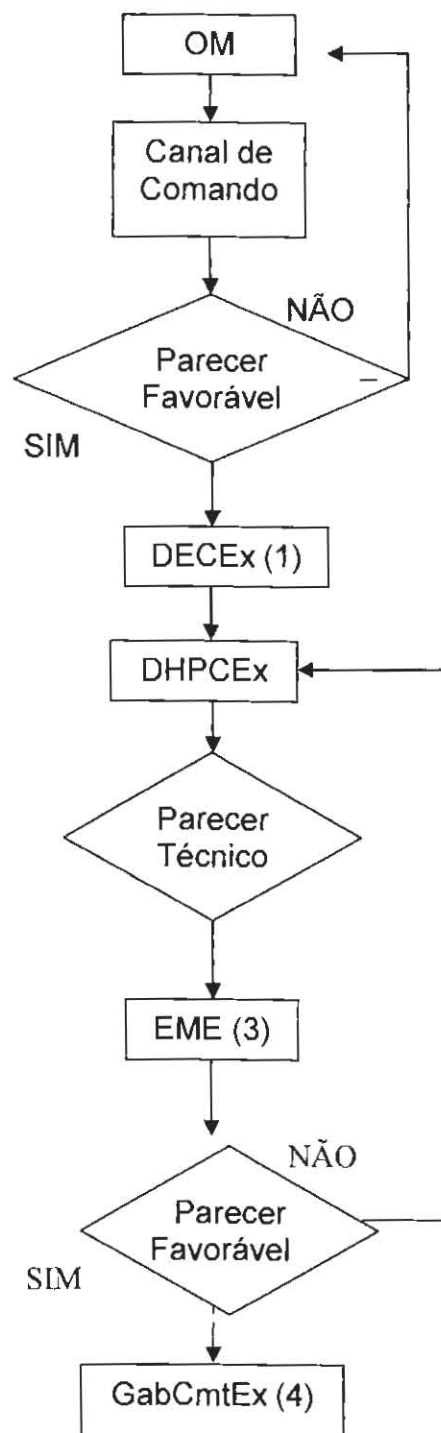 OM
Canal de
Comando
NÃO
Parecer
Favorável
SIM
DECEx (1)
DHPCEx
Parecer
Técnico
EME (3)
NÃO
Parecer
Favorável
SIM
GabCmtEx (4)